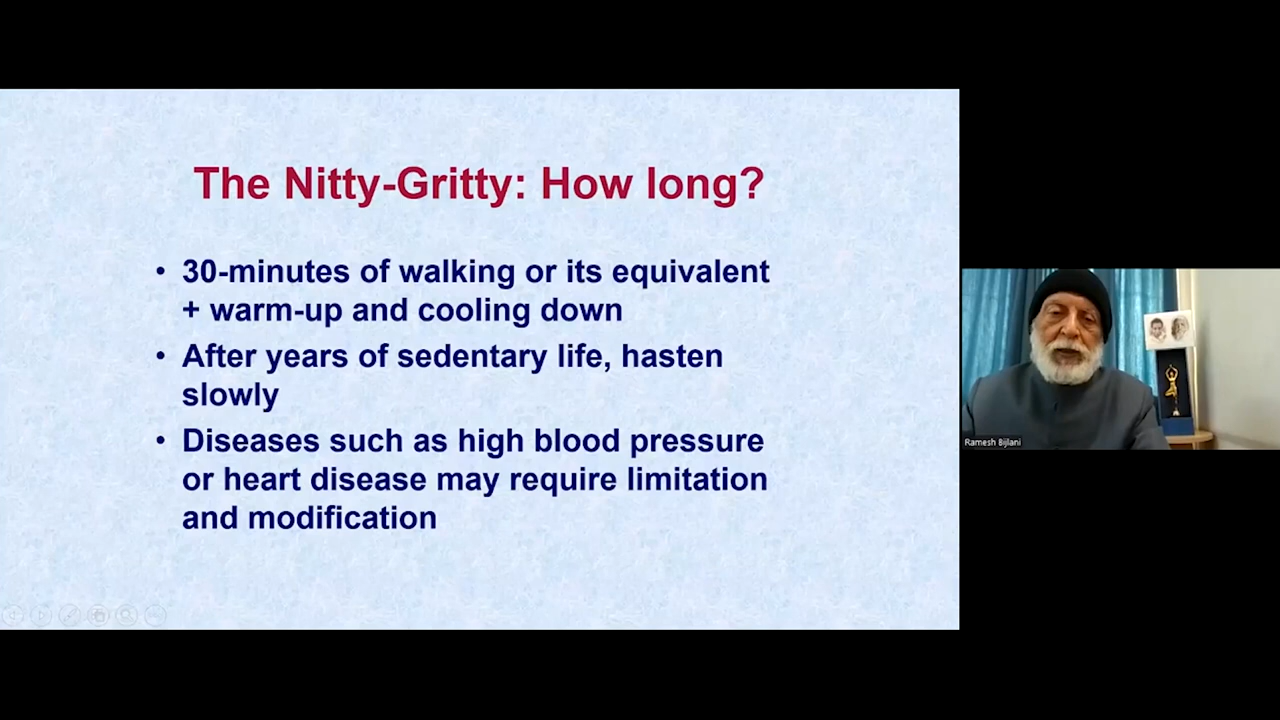 The Nitty-Gritty: How long?
• 30-minutes of walking or its equivalent
+ warm-up and cooling down
• After years of sedentary life, hasten
slowly
• Diseases such as high blood pressure
or heart disease may require limitation
and modification
Ramesh Bijlani